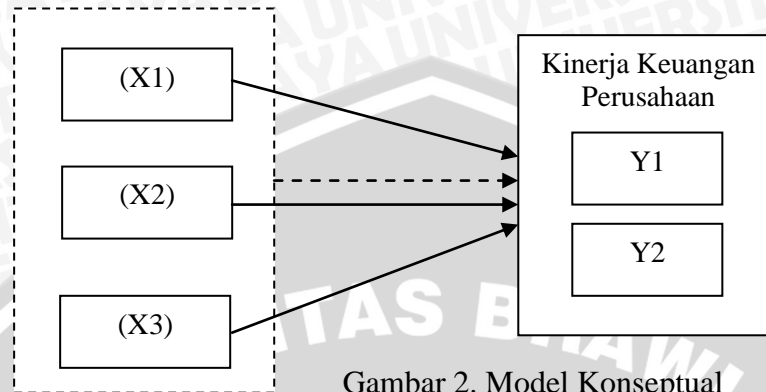 (X1)
(X2)
(X3)
Kinerja Keuangan
Perusahaan
Y1
Y2
Gambar 2. Model Konseptual